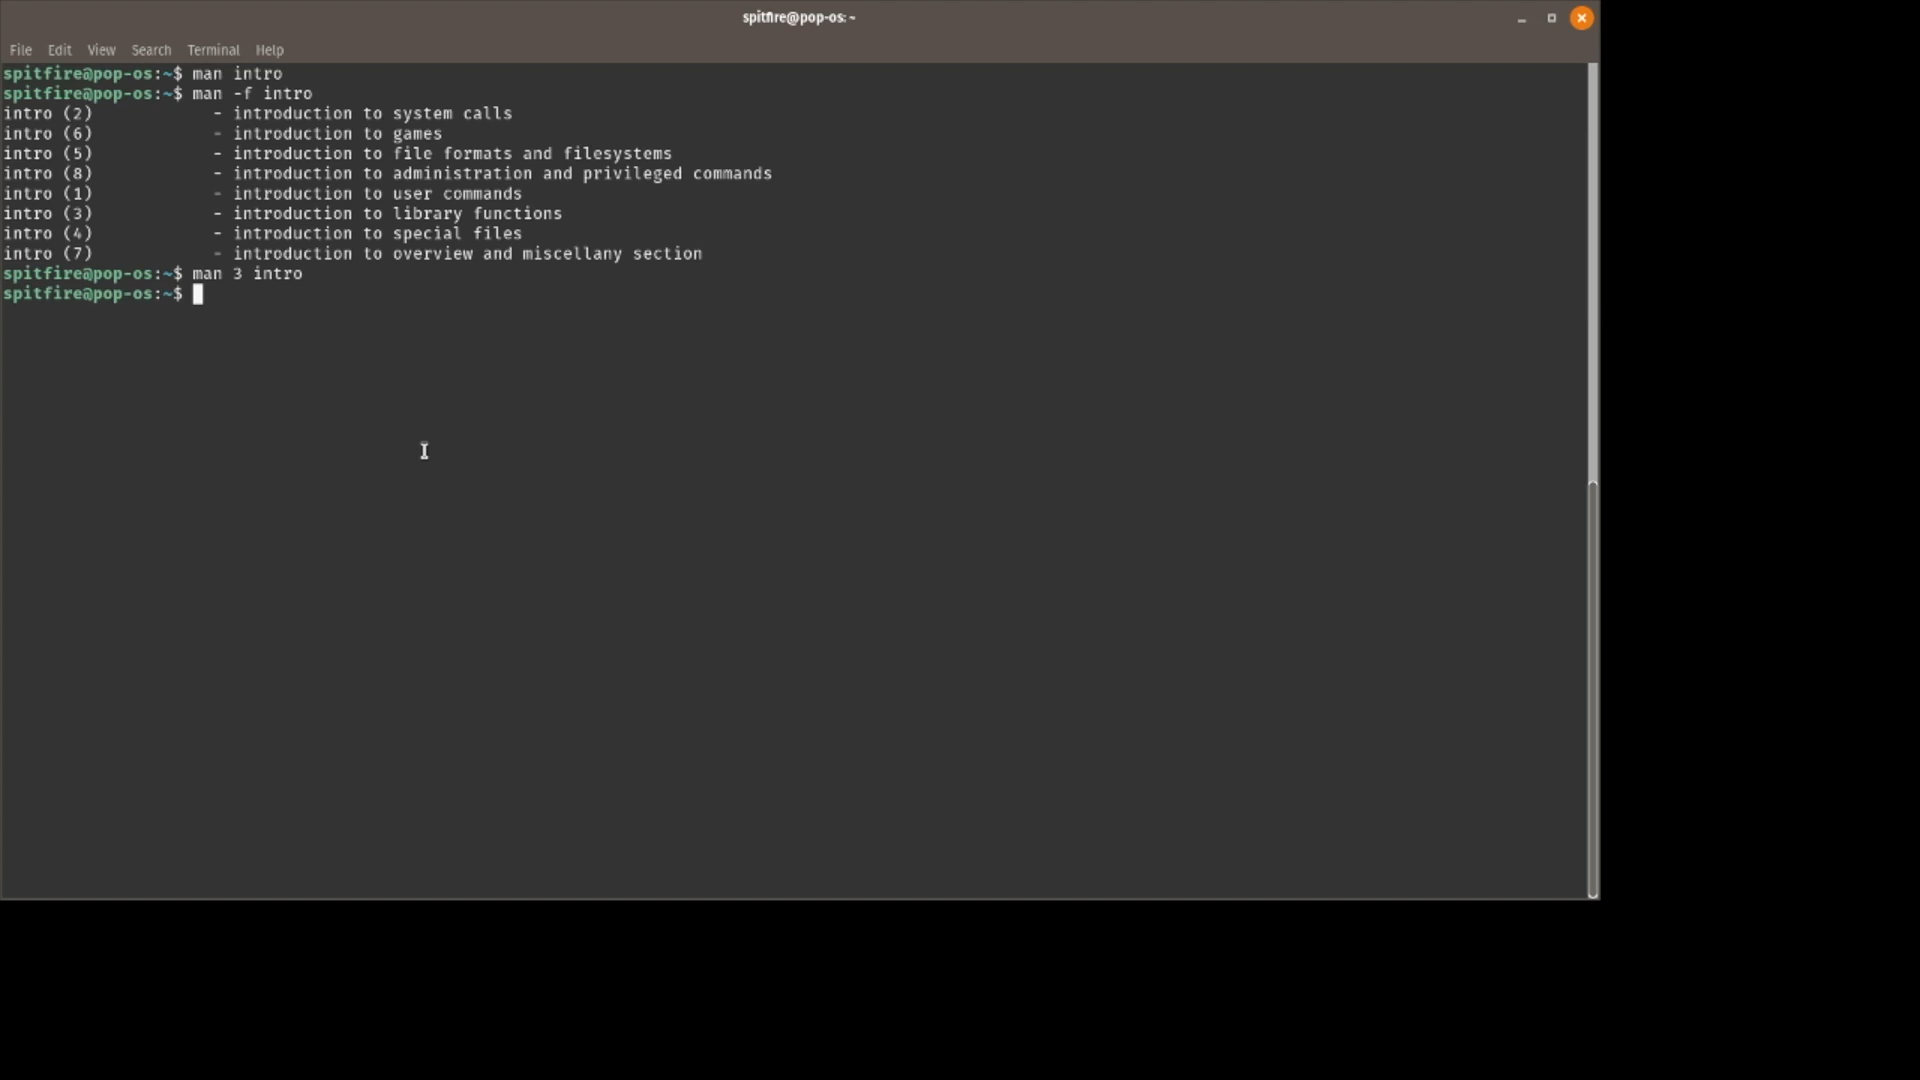 spitfire@pop-os: ~
File Edit View Search Terminal Help
spitfire@pop-os:~$ man intro
spitfire@pop-os:~$ man -f intro
intro (2)            - introduction to system calls
intro (6)            - introduction to games
intro (5)            - introduction to file formats and filesystems
intro (8)            - introduction to administration and privileged commands
intro (1)            - introduction to user commands
intro (3)            - introduction to library functions
intro (4)            - introduction to special files
intro (7)            - introduction to overview and miscellany section
spitfire@pop-os:~$ man 3 intro
spitfire@pop-os:~$